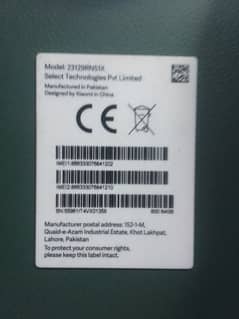 Model: 23129RN51X
Select Technologies Pvt Limited
Manufactured in Pakistan
Designed by Xiaomi in China
CE
Manufacturer postal address: 152-1-M,
Quaid-e-Azam Industrial Estate, Kot Lakhpat,
Lahore, Pakistan
To protect your consumer rights,
please keep this label intact.